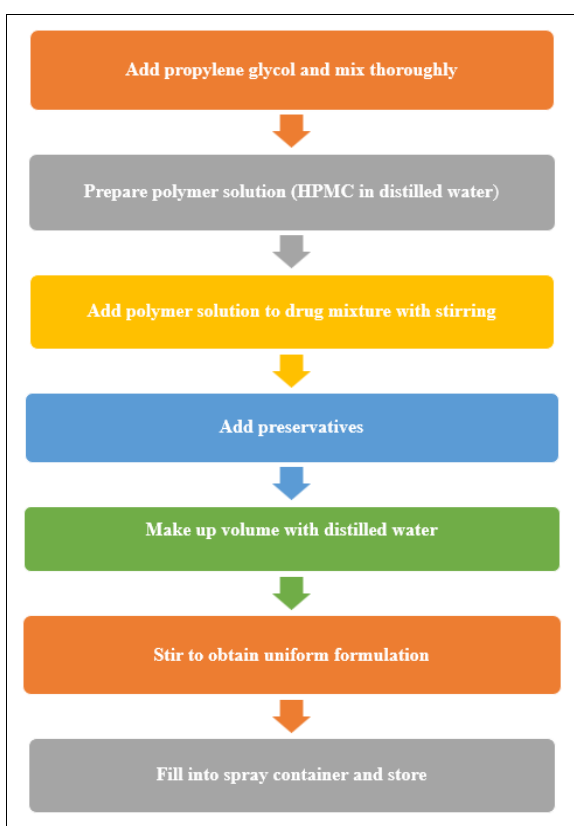 Add propylene glycol and mix thoroughly
Prepare polymer solution (HPMC in distilled water)
Add polymer solution to drug mixture with stirring
Add preservatives
Make up volume with distilled water
Stir to obtain uniform formulation
Fill into spray container and store